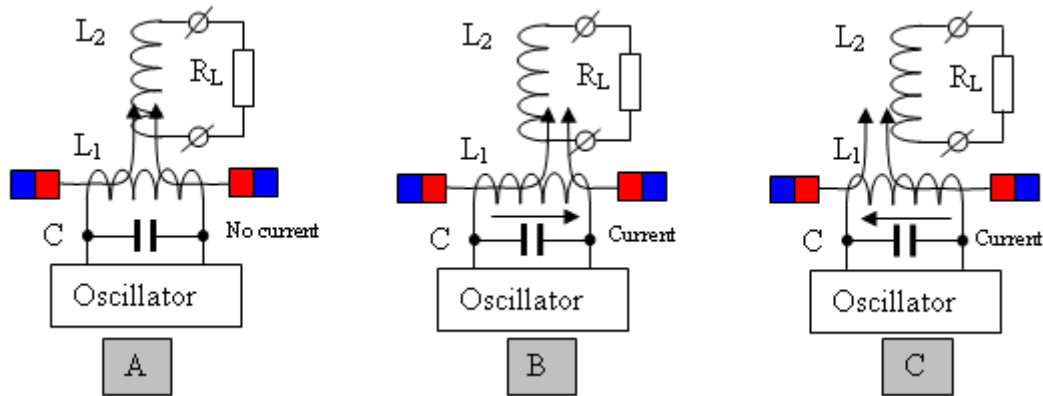 L2
RL
L1
C
No current
Oscillator
A
L2
RL
L1
C
Current
Oscillator
B
L2
RL
L1
C
Current
Oscillator
C